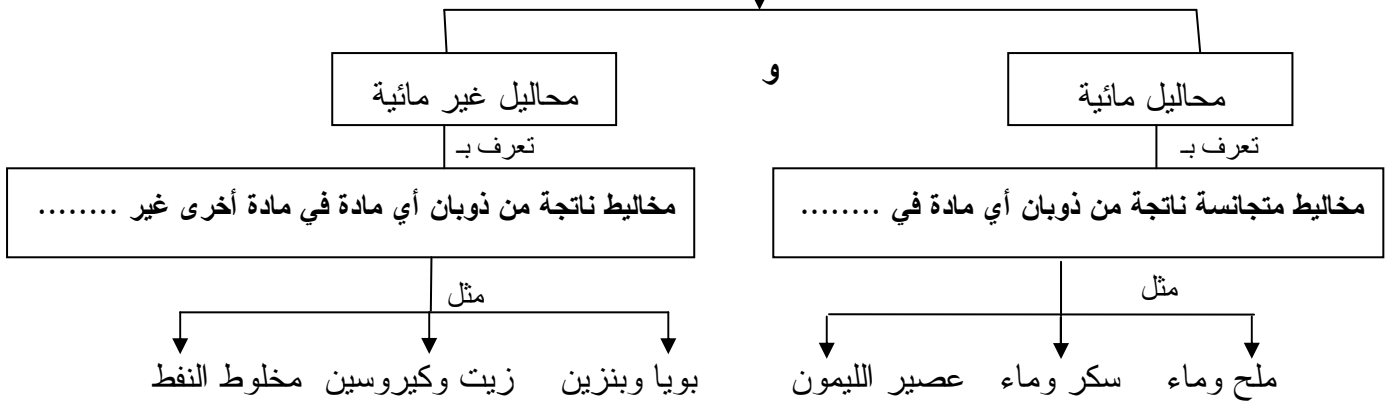 و
محاليل مائية
محاليل غير مائية
تعرف بـ
تعرف بـ
مخاليط متجانسة ناتجة من ذوبان أي مادة في ........
مخاليط ناتجة من ذوبان أي مادة في مادة أخرى غير ........
مثل
مثل
ملح وماء
سكر وماء
عصير الليمون
بويا وبنزين
زيت وكيروسين
مخلوط النفط